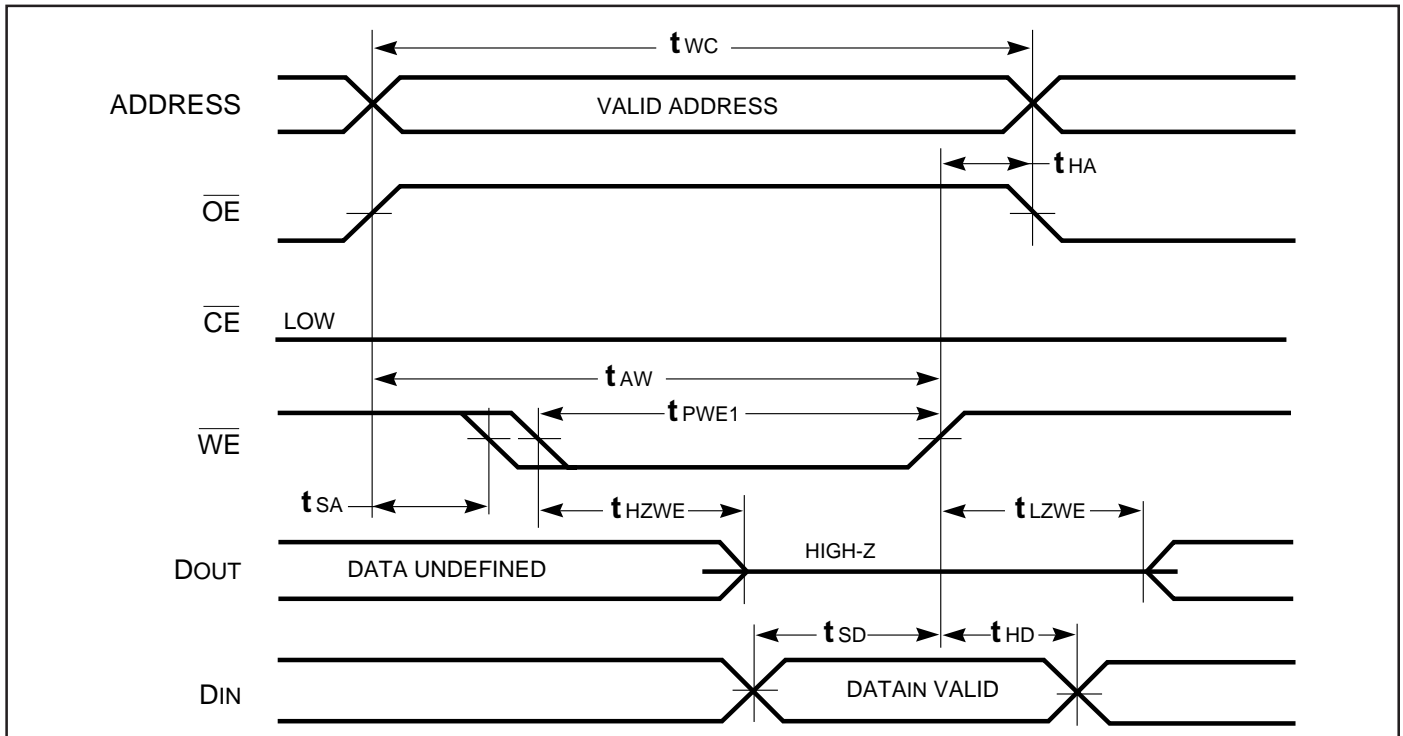 tWC
ADDRESS
VALID ADDRESS
tHA
OE
CE
LOW
tAW
tPWE1
WE
tSA
tHZWE
tLZWE
HIGH-Z
DOUT
DATA UNDEFINED
tSD
tHD
DIN
DATAIN VALID